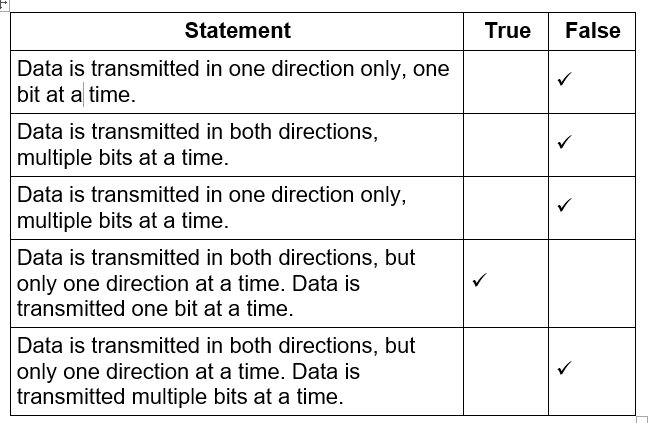 Statement True False
Data is transmitted in one direction only, one
bit at a time.
✓
Data is transmitted in both directions,
multiple bits at a time.
✓
Data is transmitted in one direction only,
multiple bits at a time.
✓
Data is transmitted in both directions, but
only one direction at a time. Data is
transmitted one bit at a time.
✓
Data is transmitted in both directions, but
only one direction at a time. Data is
transmitted multiple bits at a time.
✓